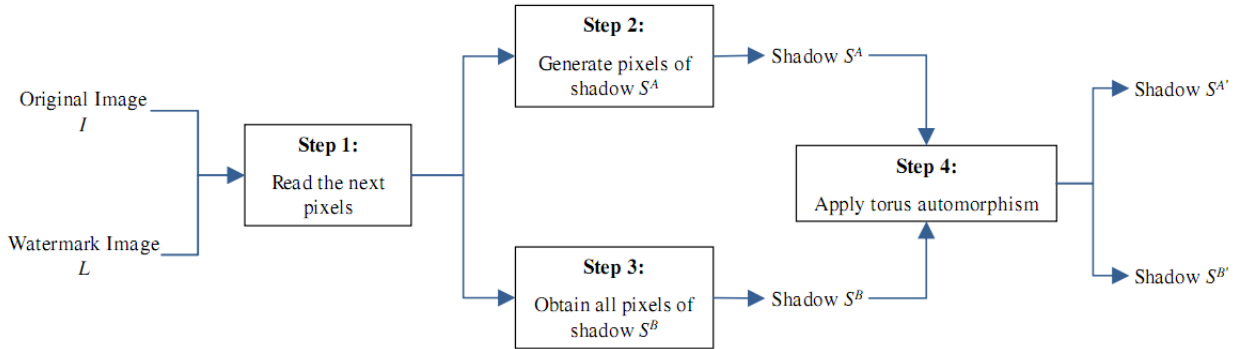 Original Image
I
Watermark Image
L
Step 1:
Read the next
pixels
Step 2:
Generate pixels of
shadow S^A
Shadow S^A
Step 3:
Obtain all pixels of
shadow S^B
Shadow S^B
Step 4:
Apply torus automorphism
Shadow S^A'
Shadow S^B'